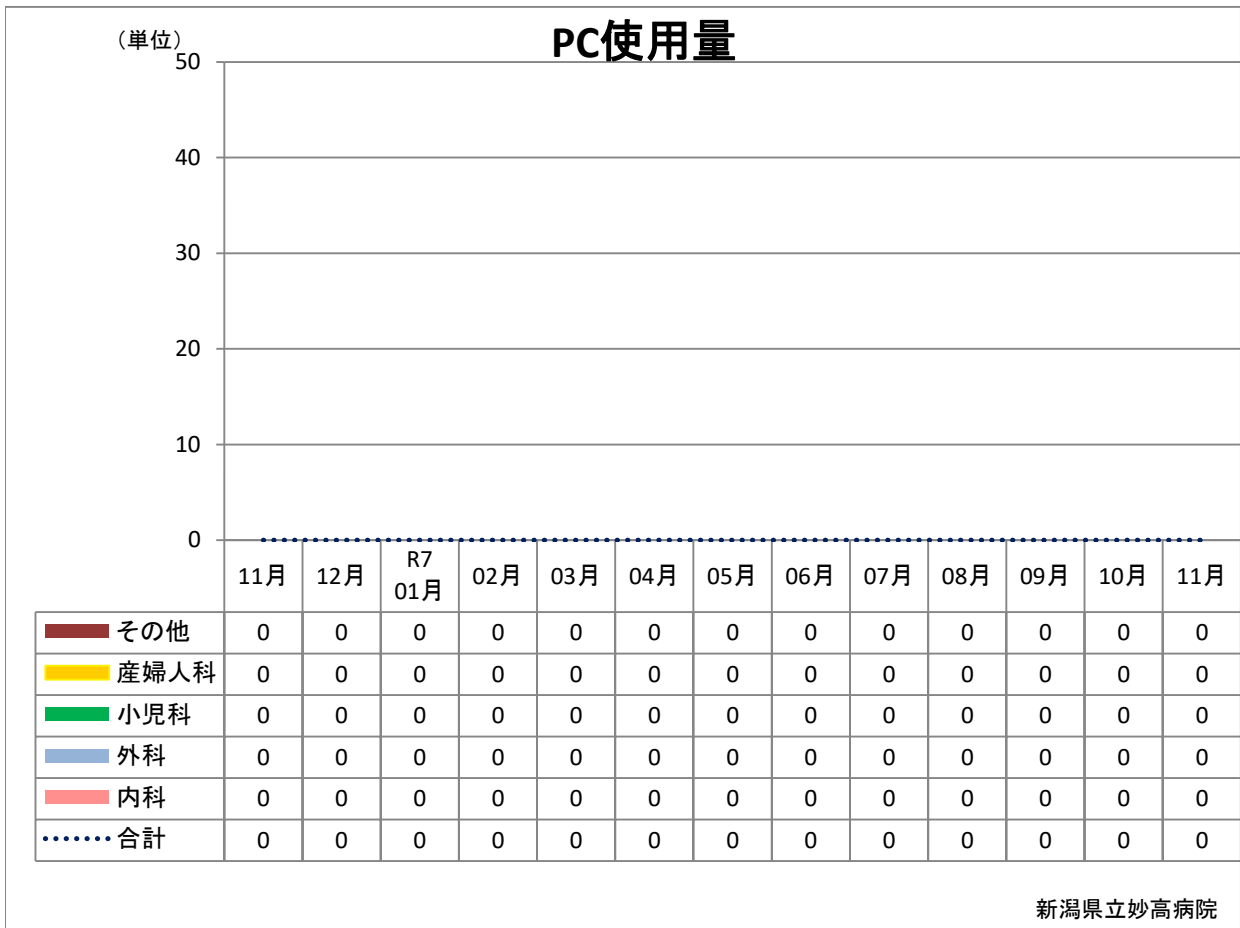 PC使用量
（単位）
50
40
30
20
10
0
11月 12月 R7 01月 02月 03月 04月 05月 06月 07月 08月 09月 10月 11月
その他 0 0 0 0 0 0 0 0 0 0 0 0 0
産婦人科 0 0 0 0 0 0 0 0 0 0 0 0 0
小児科 0 0 0 0 0 0 0 0 0 0 0 0 0
外科 0 0 0 0 0 0 0 0 0 0 0 0 0
内科 0 0 0 0 0 0 0 0 0 0 0 0 0
合計 0 0 0 0 0 0 0 0 0 0 0 0 0
新潟県立妙高病院